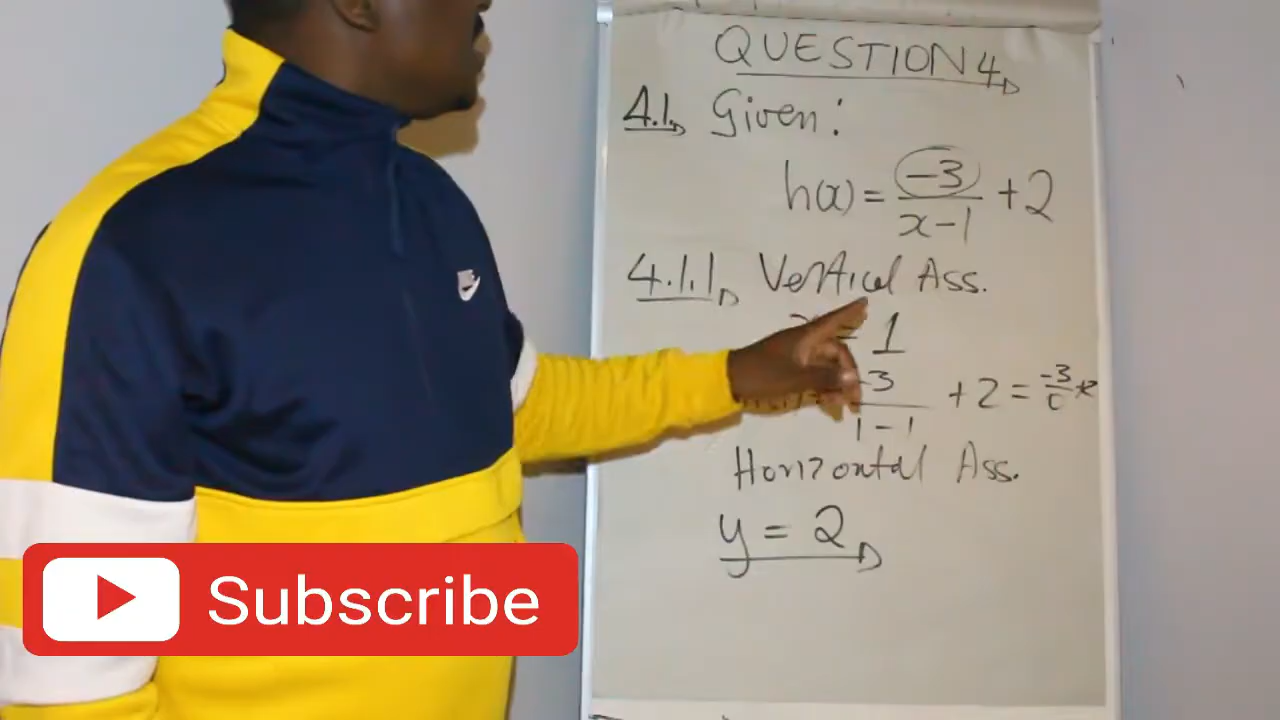 QUESTION 4
4.1. Given:
h(x) = -3 / x-1 + 2
4.1.1 Vertical Ass.
1
-3 / 1-1 + 2 = -3/0
Horizontal Ass.
y = 2
Subscribe